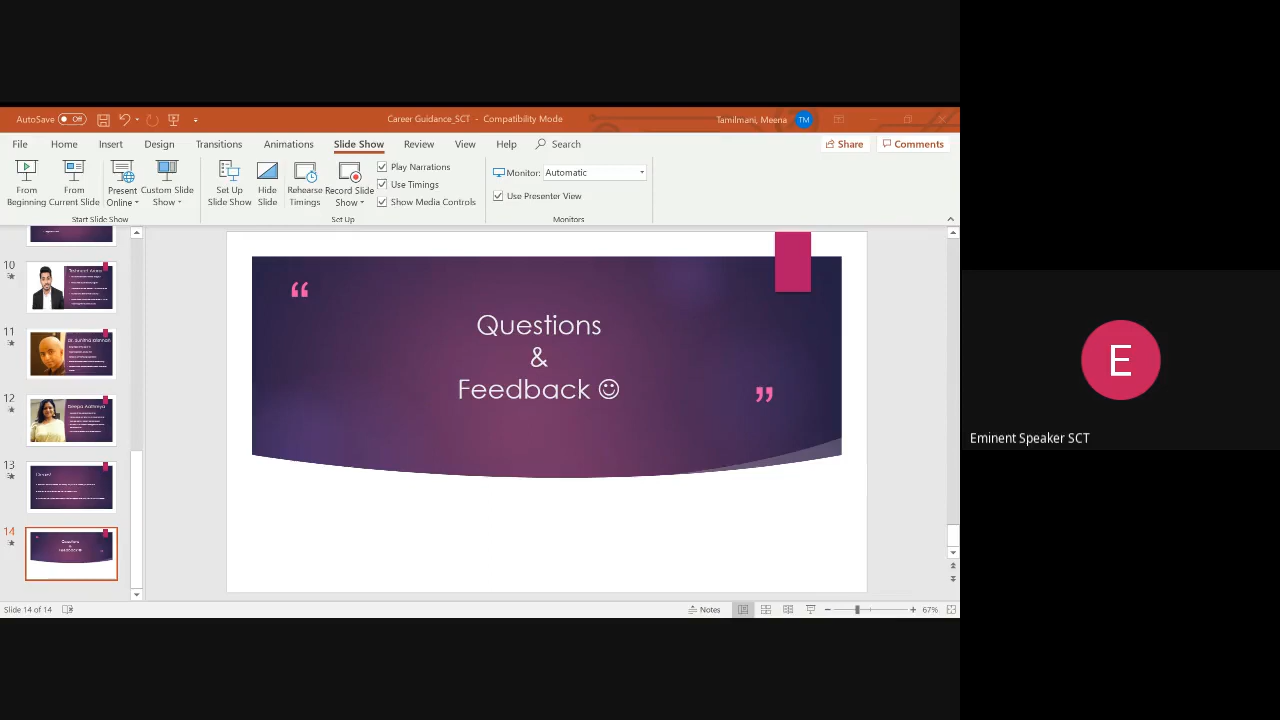 AutoSave Off
Career Guidance_SCT - Compatibility Mode
Tamilmani, Meena TM
File Home Insert Design Transitions Animations Slide Show Review View Help Search
Share Comments
From Beginning
From Current Slide
Present Online
Custom Slide Show
Start Slide Show
Set Up Slide Show
Hide Slide
Rehearse Timings
Record Slide Show
Play Narrations
Use Timings
Show Media Controls
Set Up
Monitor: Automatic
Use Presenter View
Monitors
10
11
12
13
14
Questions
&
Feedback ☺
“
Questions
&
Feedback ☺
”
E
Eminent Speaker SCT
Slide 14 of 14
Notes
67%